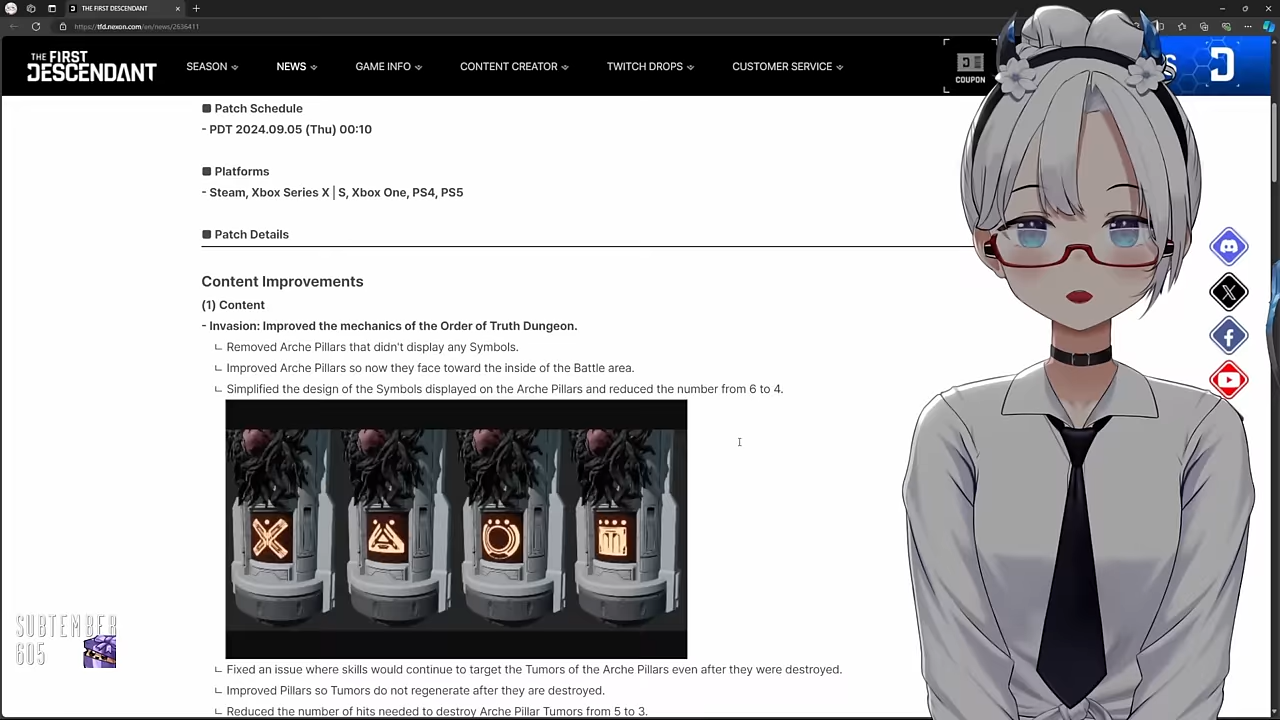 THE FIRST DESCENDANT
https://tfd.nexon.com/en/news/2636411
THE FIRST
DESCENDANT
SEASON
NEWS
GAME INFO
CONTENT CREATOR
TWITCH DROPS
CUSTOMER SERVICE
COUPON
S
Patch Schedule
- PDT 2024.09.05 (Thu) 00:10
Platforms
- Steam, Xbox Series X | S, Xbox One, PS4, PS5
Patch Details
Content Improvements
(1) Content
- Invasion: Improved the mechanics of the Order of Truth Dungeon.
ㄴ Removed Arche Pillars that didn't display any Symbols.
ㄴ Improved Arche Pillars so now they face toward the inside of the Battle area.
ㄴ Simplified the design of the Symbols displayed on the Arche Pillars and reduced the number from 6 to 4.
SUBTEMBER
605
ㄴ Fixed an issue where skills would continue to target the Tumors of the Arche Pillars even after they were destroyed.
ㄴ Improved Pillars so Tumors do not regenerate after they are destroyed.
ㄴ Reduced the number of hits needed to destroy Arche Pillar Tumors from 5 to 3.